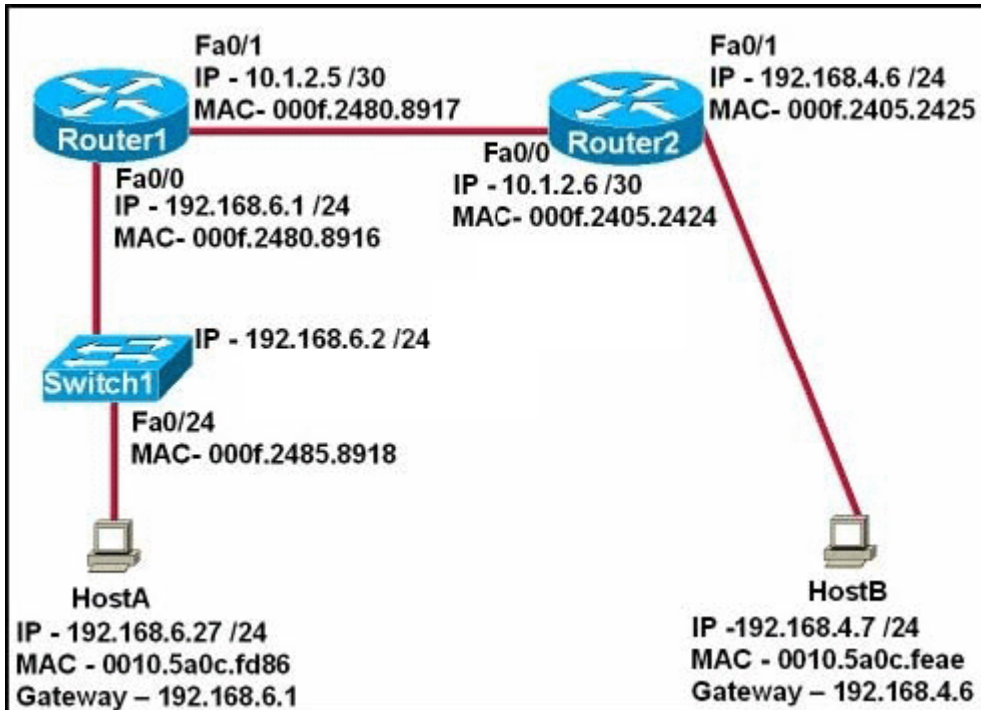 Fa0/1
IP - 10.1.2.5 /30
MAC- 000f.2480.8917
Router1
Fa0/1
IP - 192.168.4.6 /24
MAC- 000f.2405.2425
Router2
Fa0/0
IP - 10.1.2.6 /30
MAC- 000f.2405.2424
Fa0/0
IP - 192.168.6.1 /24
MAC- 000f.2480.8916
IP - 192.168.6.2 /24
Switch1
Fa0/24
MAC- 000f.2485.8918
HostA
IP - 192.168.6.27 /24
MAC - 0010.5a0c.fd86
Gateway – 192.168.6.1
HostB
IP -192.168.4.7 /24
MAC - 0010.5a0c.feae
Gateway – 192.168.4.6